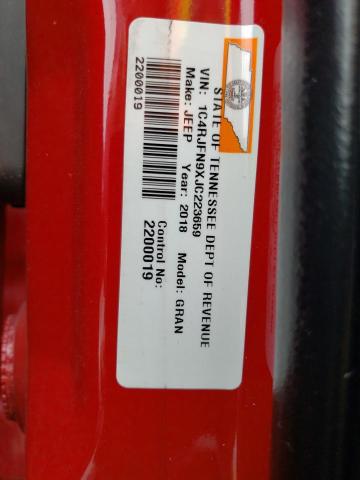 STATE OF TENNESSEE DEPT OF REVENUE
VIN: 1C4RJFN9XJC223659
Make: JEEP Year: 2018 Model: GRAN
Control No:
2200019 2200019